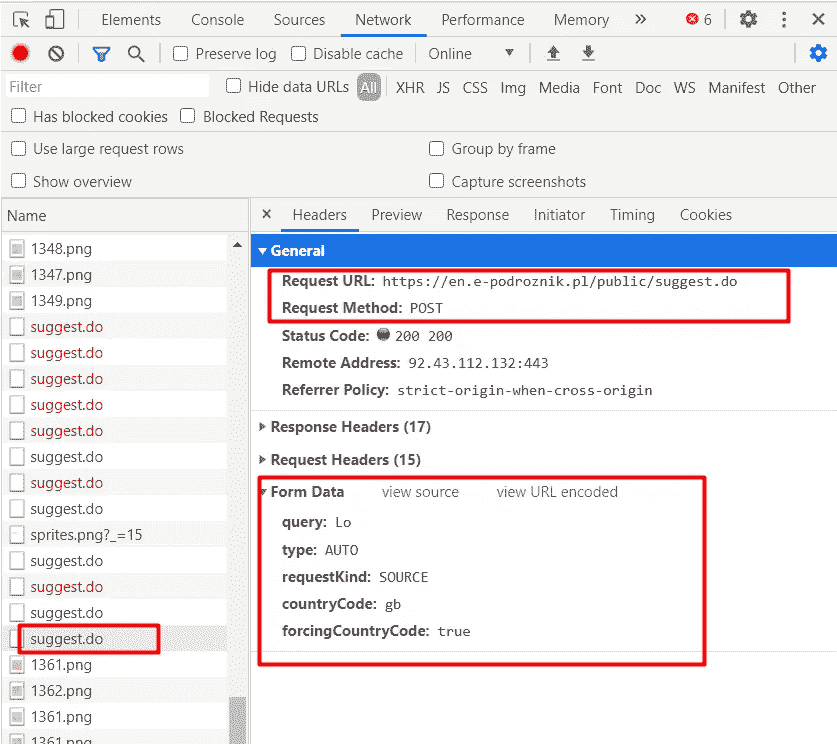 Elements Console Sources Network Performance Memory » 6
Preserve log Disable cache Online
Filter Hide data URLs All XHR JS CSS Img Media Font Doc WS Manifest Other
Has blocked cookies Blocked Requests
Use large request rows Group by frame
Show overview Capture screenshots
Name
1348.png
1347.png
1349.png
suggest.do
suggest.do
suggest.do
suggest.do
suggest.do
suggest.do
suggest.do
suggest.do
sprites.png?_=15
suggest.do
suggest.do
suggest.do
suggest.do
1361.png
1362.png
1361.png
1361.png
× Headers Preview Response Initiator Timing Cookies
General
Request URL: https://en.e-podroznik.pl/public/suggest.do
Request Method: POST
Status Code: 200 200
Remote Address: 92.43.112.132:443
Referrer Policy: strict-origin-when-cross-origin
Response Headers (17)
Request Headers (15)
Form Data view source view URL encoded
query: Lo
type: AUTO
requestKind: SOURCE
countryCode: gb
forcingCountryCode: true